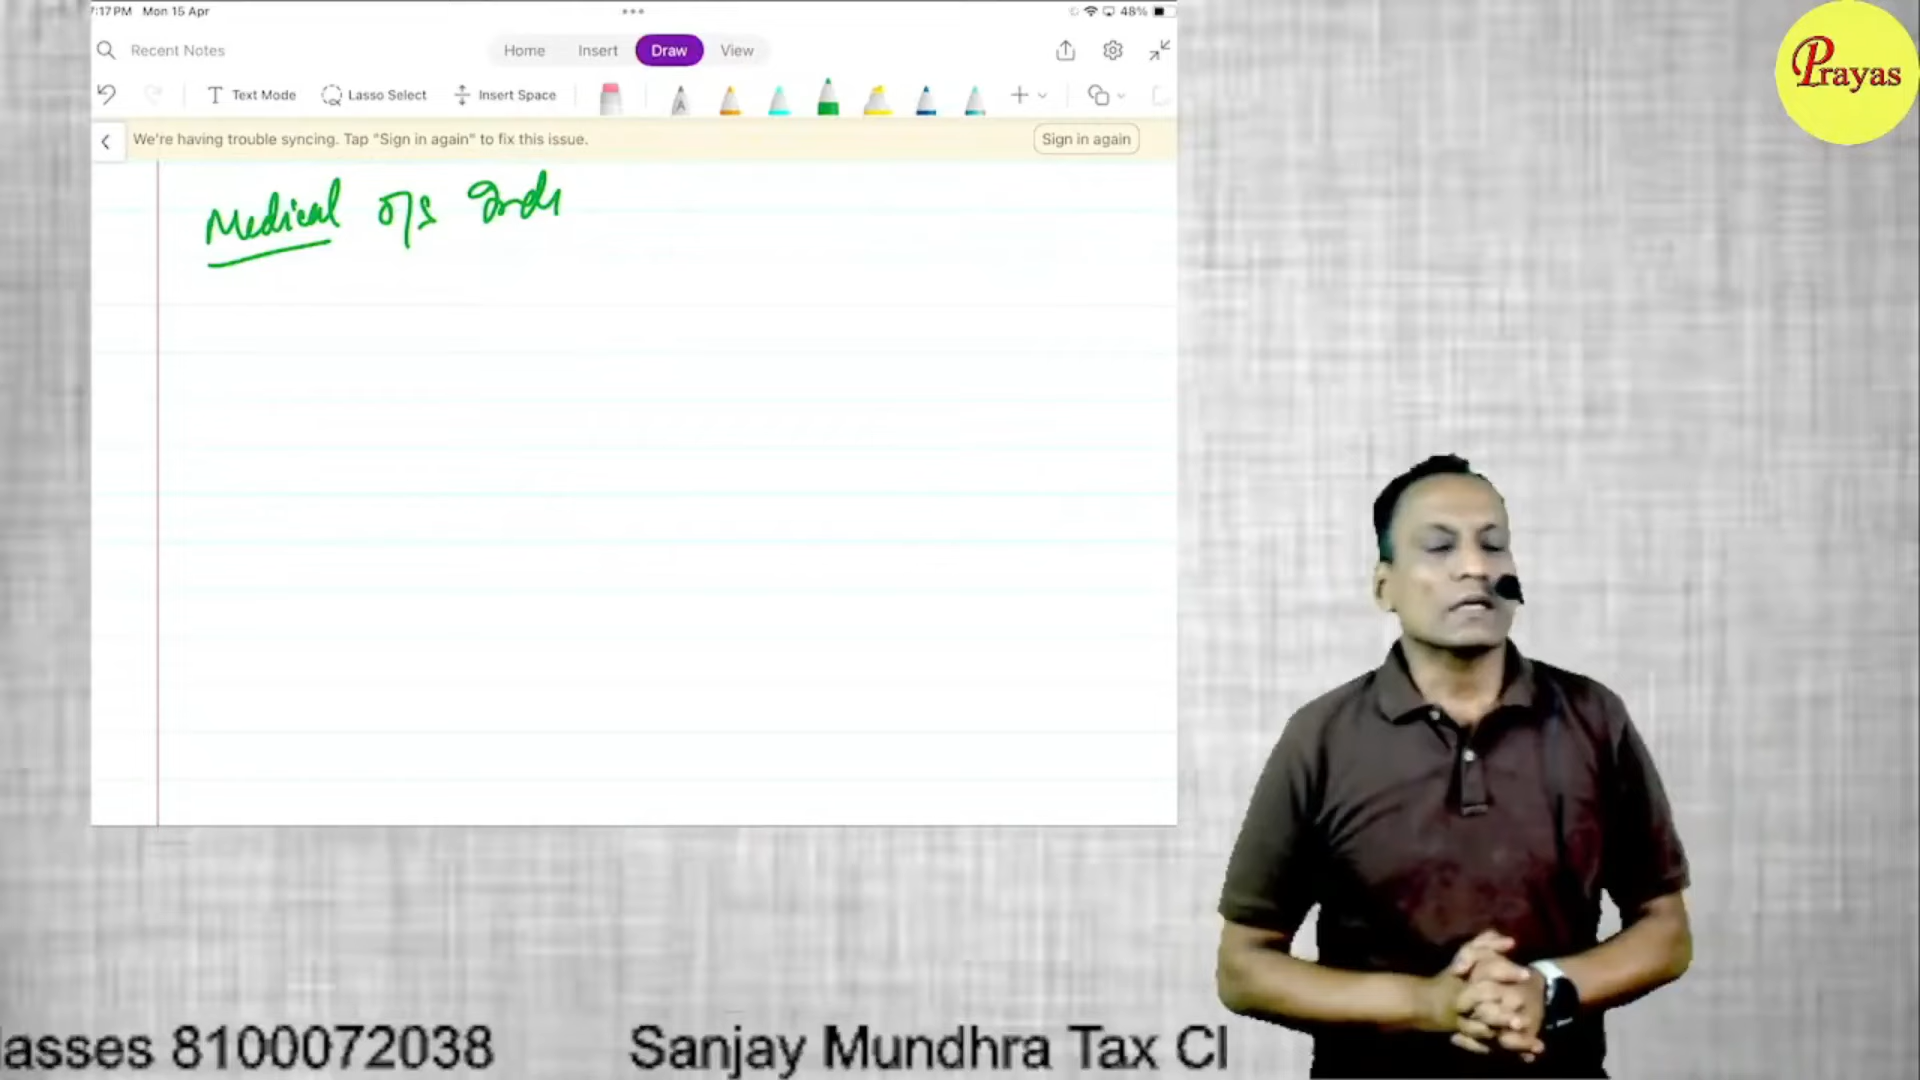 7:17 PM Mon 15 Apr
48%
Recent Notes
Home Insert Draw View
Text Mode Lasso Select Insert Space
We're having trouble syncing. Tap "Sign in again" to fix this issue.
Sign in again
Medical o/s India
Prayas
lasses 8100072038 Sanjay Mundhra Tax Cl